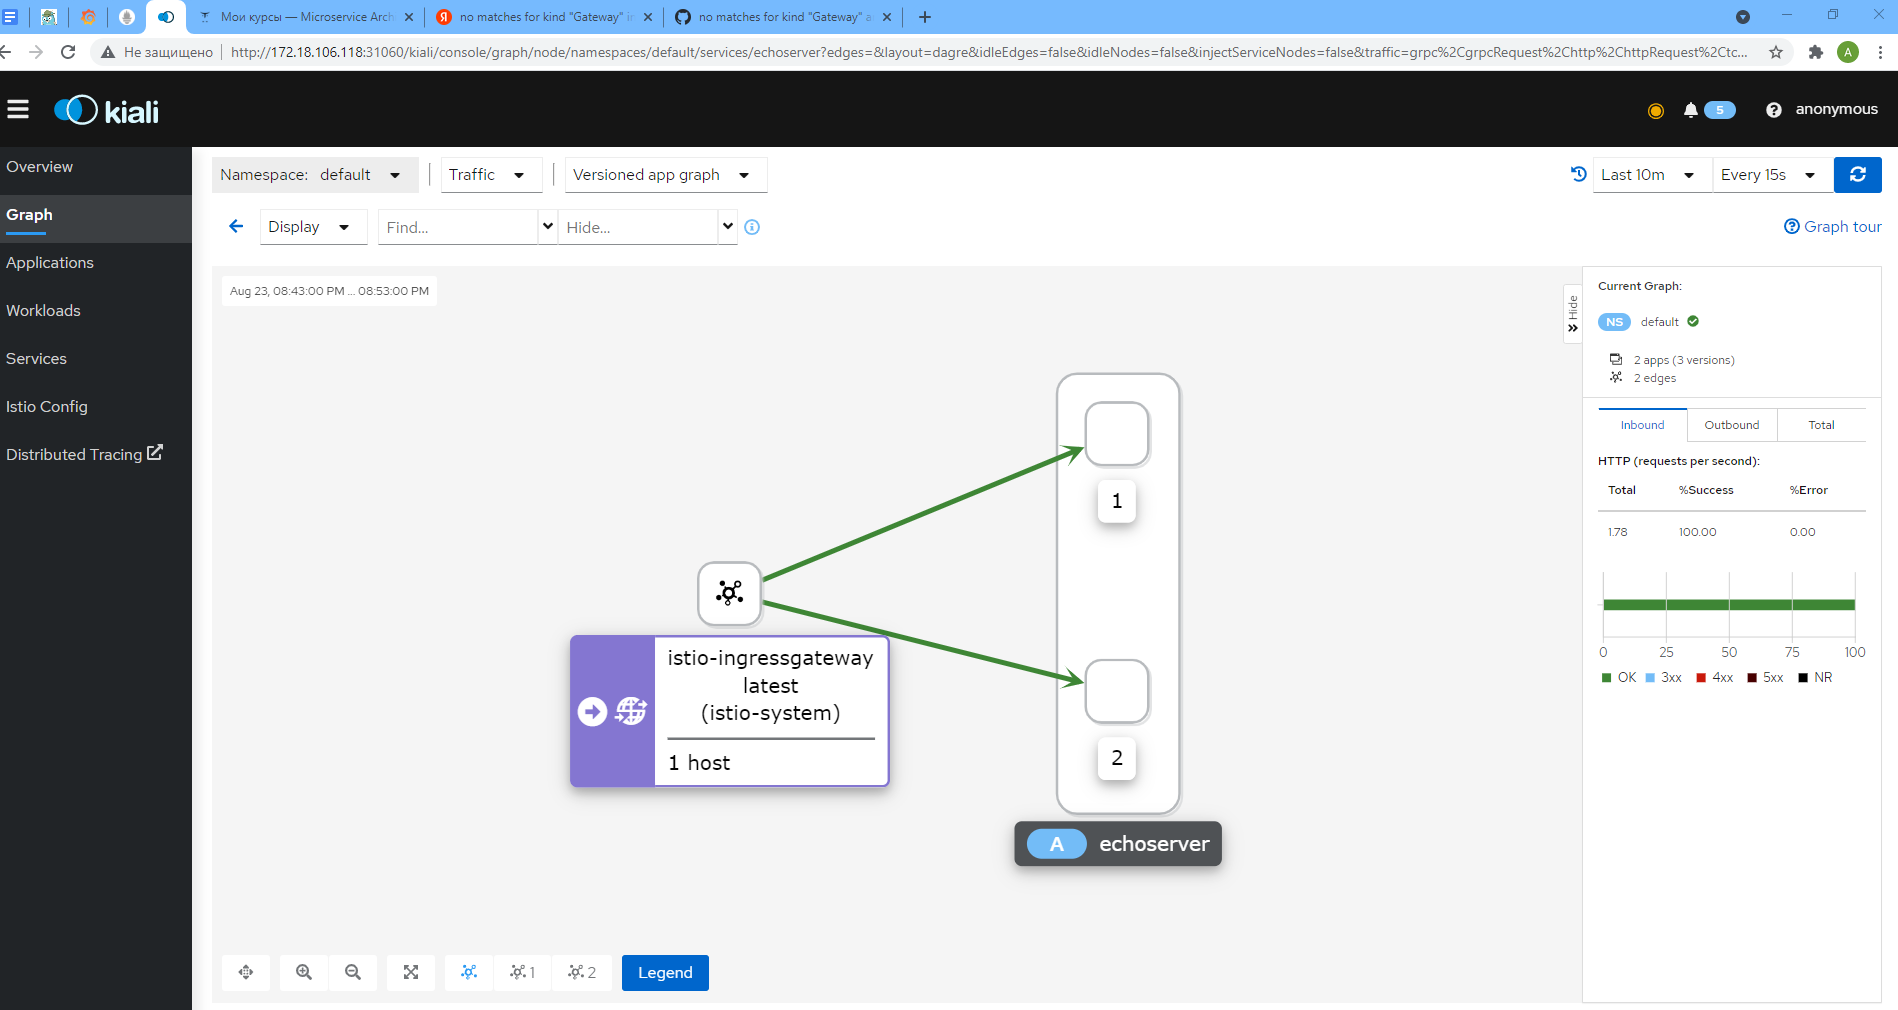 Мои курсы — Microservice Arch
no matches for kind "Gateway" in
no matches for kind "Gateway" a
Не защищено
http://172.18.106.118:31060/kiali/console/graph/node/namespaces/default/services/echoserver?edges=&layout=dagre&idleEdges=false&idleNodes=false&injectServiceNodes=false&traffic=grpc%2CgrpcRequest%2Chttp%2ChttpRequest%2Ctc...
A
kiali
5
anonymous
Overview
Graph
Applications
Workloads
Services
Istio Config
Distributed Tracing
Namespace: default
Traffic
Versioned app graph
Last 10m
Every 15s
Display
Find...
Hide...
Graph tour
Aug 23, 08:43:00 PM ... 08:53:00 PM
Hide
1
2
istio-ingressgateway
latest
(istio-system)
1 host
A echoserver
1
2
Legend
Current Graph:
NS default
2 apps (3 versions)
2 edges
Inbound Outbound Total
HTTP (requests per second):
Total %Success %Error
1.78 100.00 0.00
0 25 50 75 100
OK 3xx 4xx 5xx NR